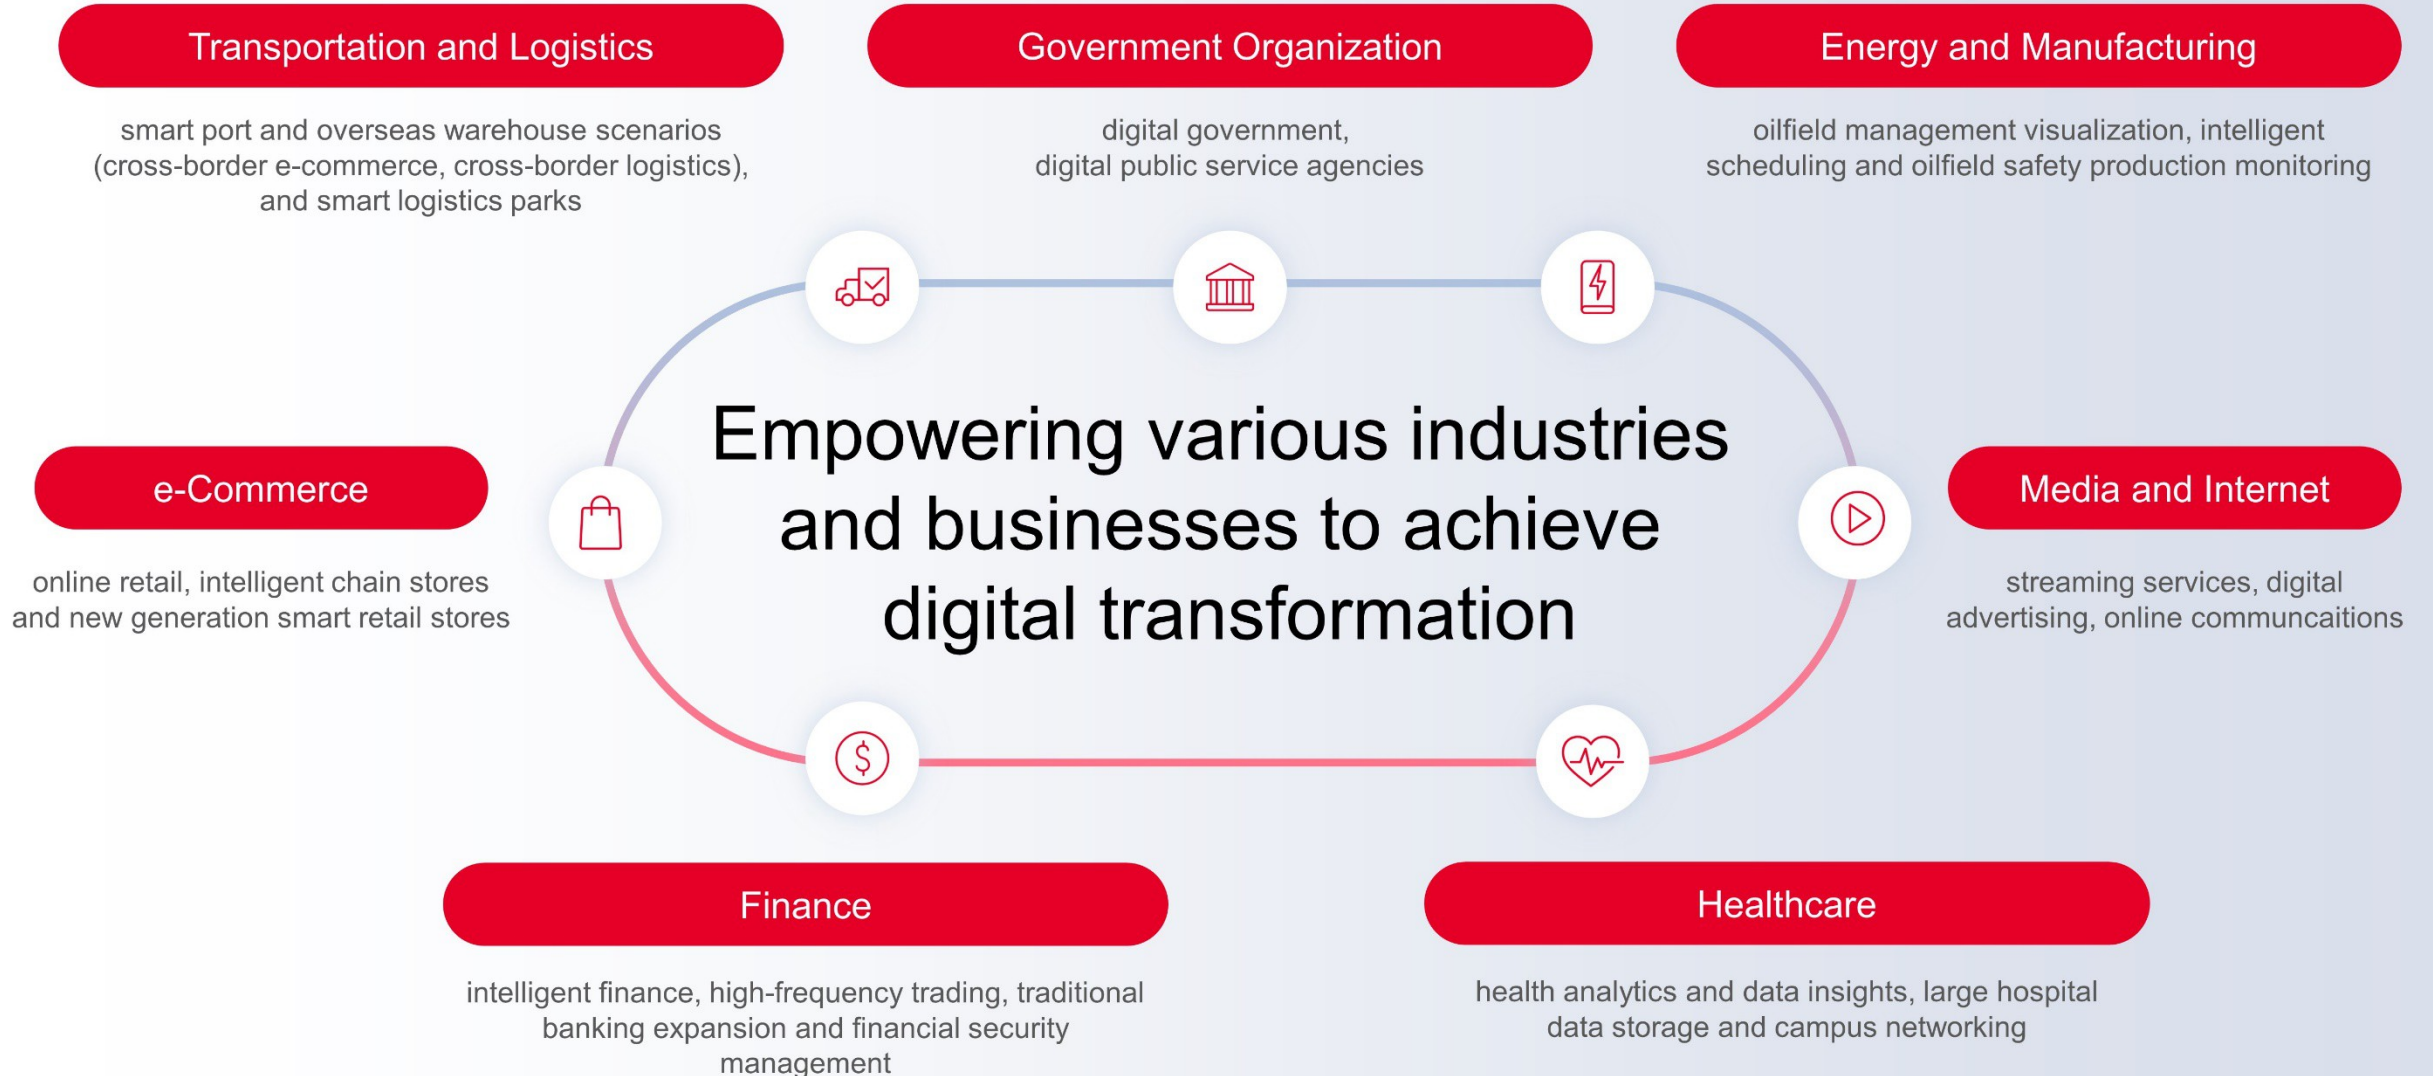 Transportation and Logistics
smart port and overseas warehouse scenarios
(cross-border e-commerce, cross-border logistics),
and smart logistics parks
Government Organization
digital government,
digital public service agencies
Energy and Manufacturing
oilfield management visualization, intelligent
scheduling and oilfield safety production monitoring
Empowering various industries
and businesses to achieve
digital transformation
e-Commerce
online retail, intelligent chain stores
and new generation smart retail stores
Media and Internet
streaming services, digital
advertising, online communcaitions
$
Finance
intelligent finance, high-frequency trading, traditional
banking expansion and financial security
management
Healthcare
health analytics and data insights, large hospital
data storage and campus networking